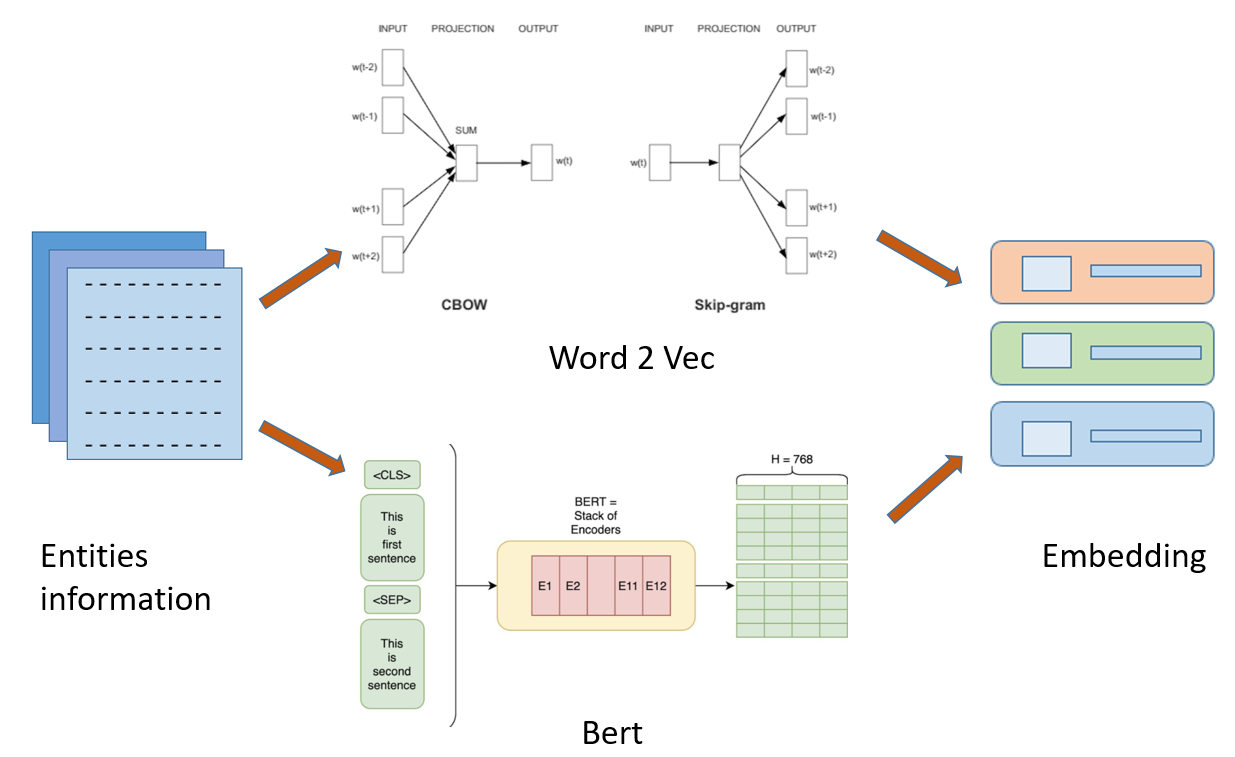 INPUT PROJECTION OUTPUT
w(t-2)
w(t-1)
SUM
w(t)
w(t+1)
w(t+2)
CBOW
INPUT PROJECTION OUTPUT
w(t-2)
w(t-1)
w(t)
w(t+1)
w(t+2)
Skip-gram
Word 2 Vec
Entities
information
<CLS>
This
is
first
sentence
<SEP>
This
is
second
sentence
BERT =
Stack of
Encoders
E1 E2 E11 E12
H = 768
Bert
Embedding